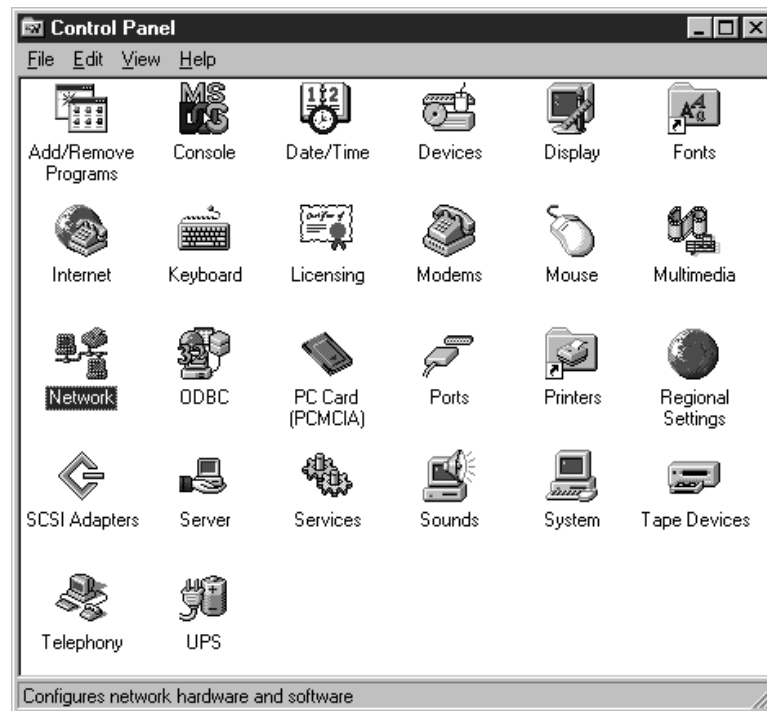 Control Panel
File Edit View Help
Add/Remove Programs
Console
Date/Time
Devices
Display
Fonts
Internet
Keyboard
Licensing
Modems
Mouse
Multimedia
Network
ODBC
PC Card (PCMCIA)
Ports
Printers
Regional Settings
SCSI Adapters
Server
Services
Sounds
System
Tape Devices
Telephony
UPS
Configures network hardware and software